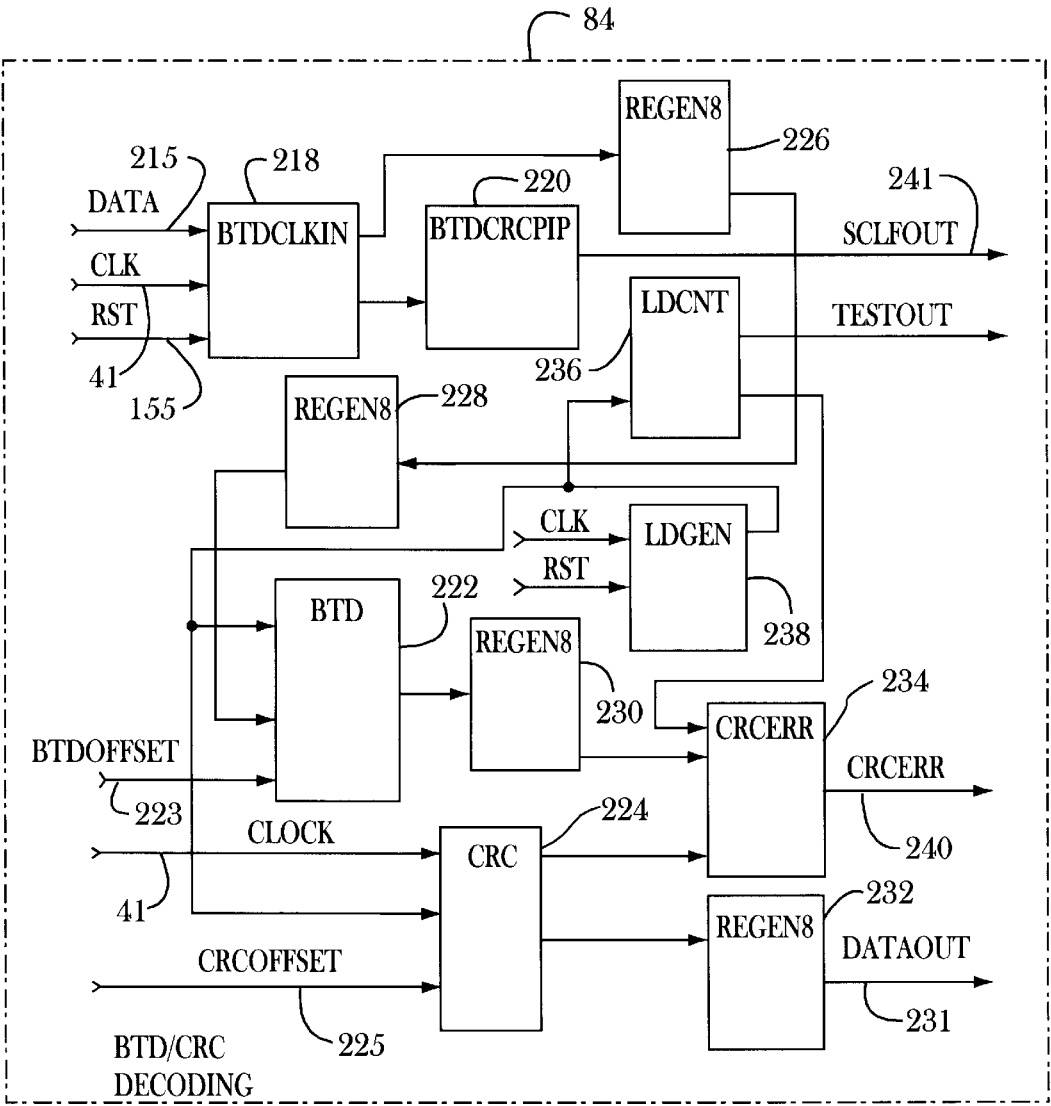 84
REGEN8
226
215
218
220
241
DATA
BTDCLKIN
BTDCRCPIP
SCLFOUT
CLK
RST
LDCNT
TESTOUT
236
41
155
REGEN8
228
CLK
LDGEN
RST
BTD
222
238
REGEN8
230
234
CRCERR
BTDOFFSET
CRCERR
223
224
CLOCK
CRC
240
41
232
REGEN8
DATAOUT
CRCOFFSET
231
225
BTD/CRC
DECODING